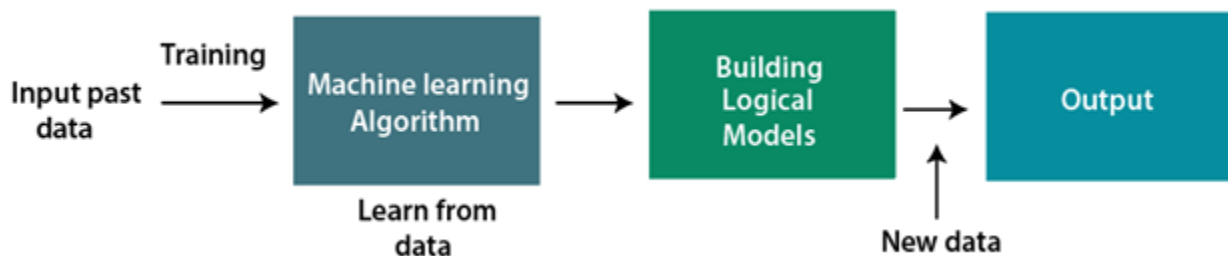 Input past
data
Training
Machine learning
Algorithm
Learn from
data
Building
Logical
Models
New data
Output